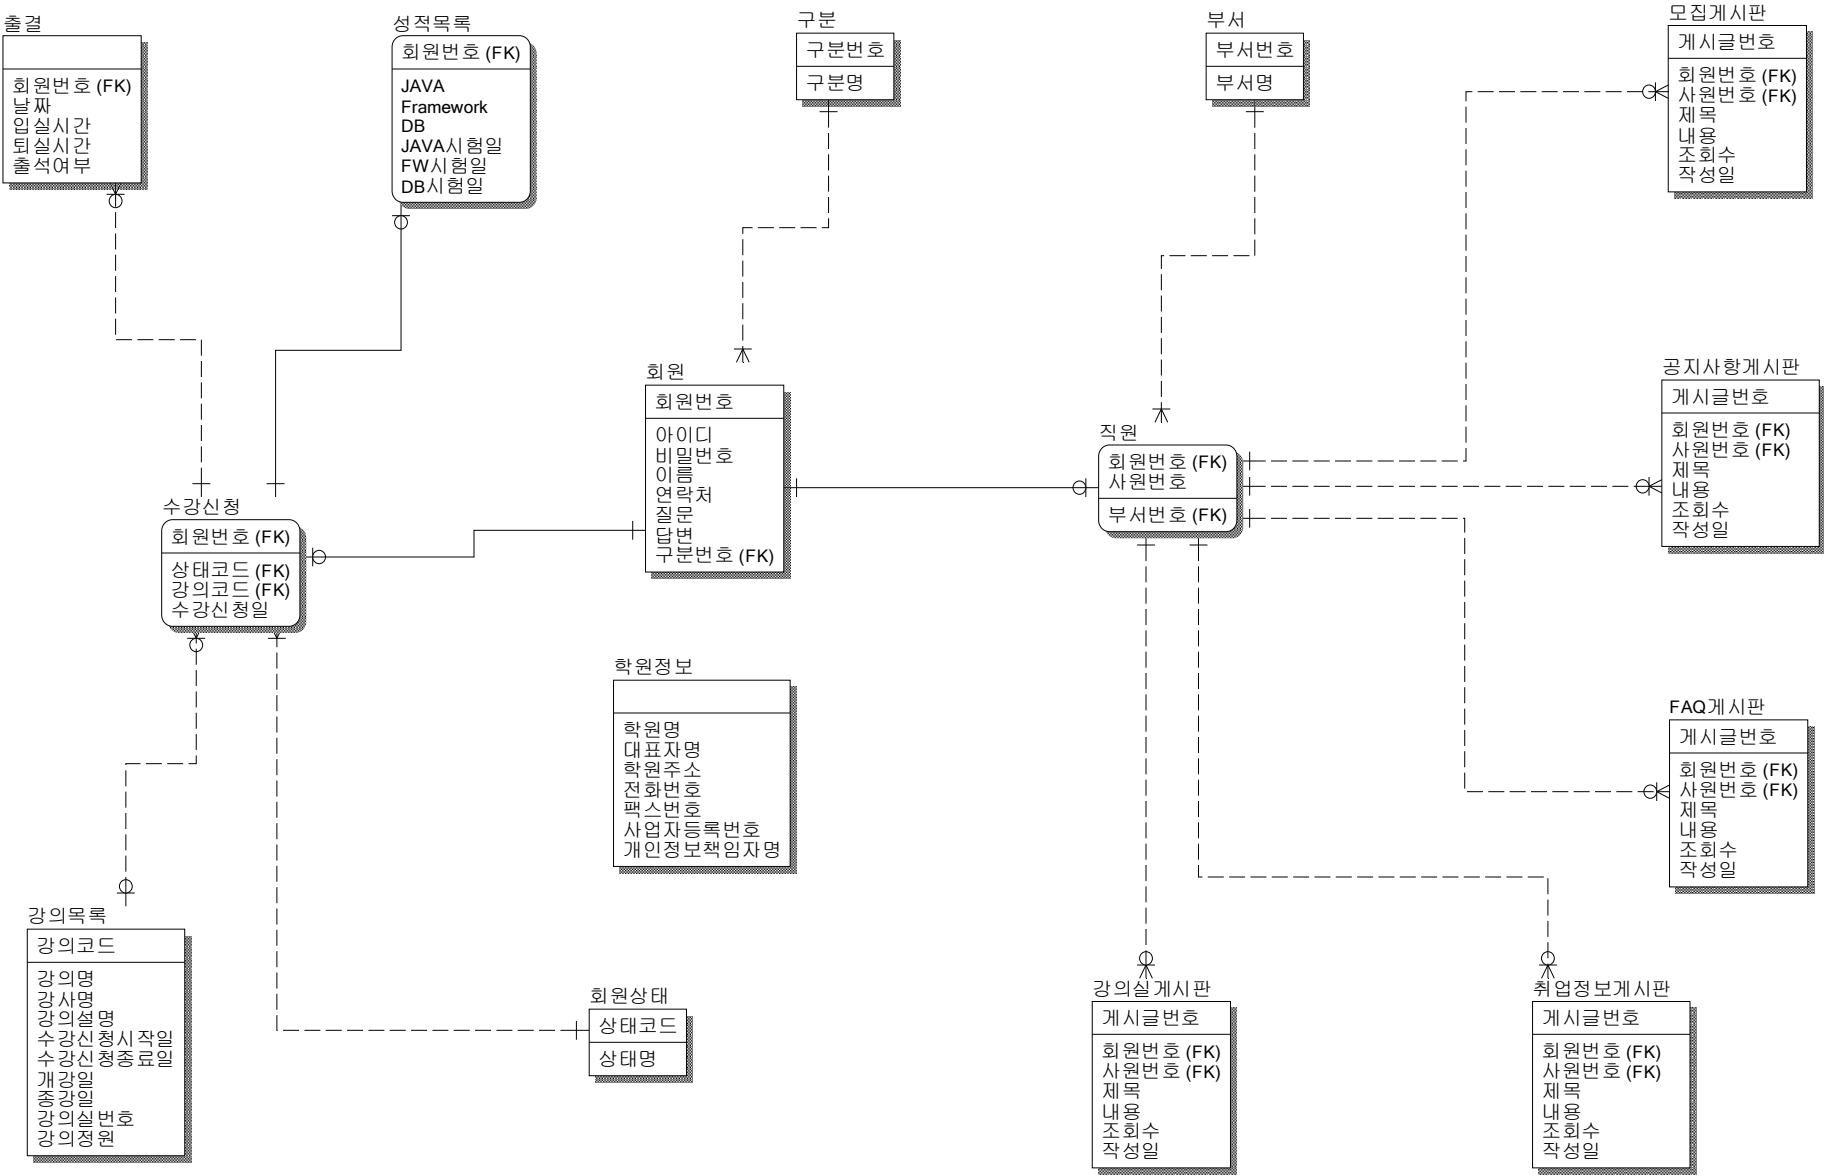 출결
회원번호 (FK)
날짜
입실시간
퇴실시간
출석여부
성적목록
회원번호 (FK)
JAVA
Framework
DB
JAVA시험일
FW시험일
DB시험일
구분
구분번호
구분명
부서
부서번호
부서명
모집게시판
게시글번호
회원번호 (FK)
사원번호 (FK)
제목
내용
조회수
작성일
회원
회원번호
아이디
비밀번호
이름
연락처
질문
답변
구분번호 (FK)
직원
회원번호 (FK)
사원번호
부서번호 (FK)
공지사항게시판
게시글번호
회원번호 (FK)
사원번호 (FK)
제목
내용
조회수
작성일
수강신청
회원번호 (FK)
상태코드 (FK)
강의코드 (FK)
수강신청일
학원정보
학원명
대표자명
학원주소
전화번호
팩스번호
사업자등록번호
개인정보책임자명
FAQ게시판
게시글번호
회원번호 (FK)
사원번호 (FK)
제목
내용
조회수
작성일
강의목록
강의코드
강의명
강사명
강의설명
수강신청시작일
수강신청종료일
개강일
종강일
강의실번호
강의정원
회원상태
상태코드
상태명
강의실게시판
게시글번호
회원번호 (FK)
사원번호 (FK)
제목
내용
조회수
작성일
취업정보게시판
게시글번호
회원번호 (FK)
사원번호 (FK)
제목
내용
조회수
작성일